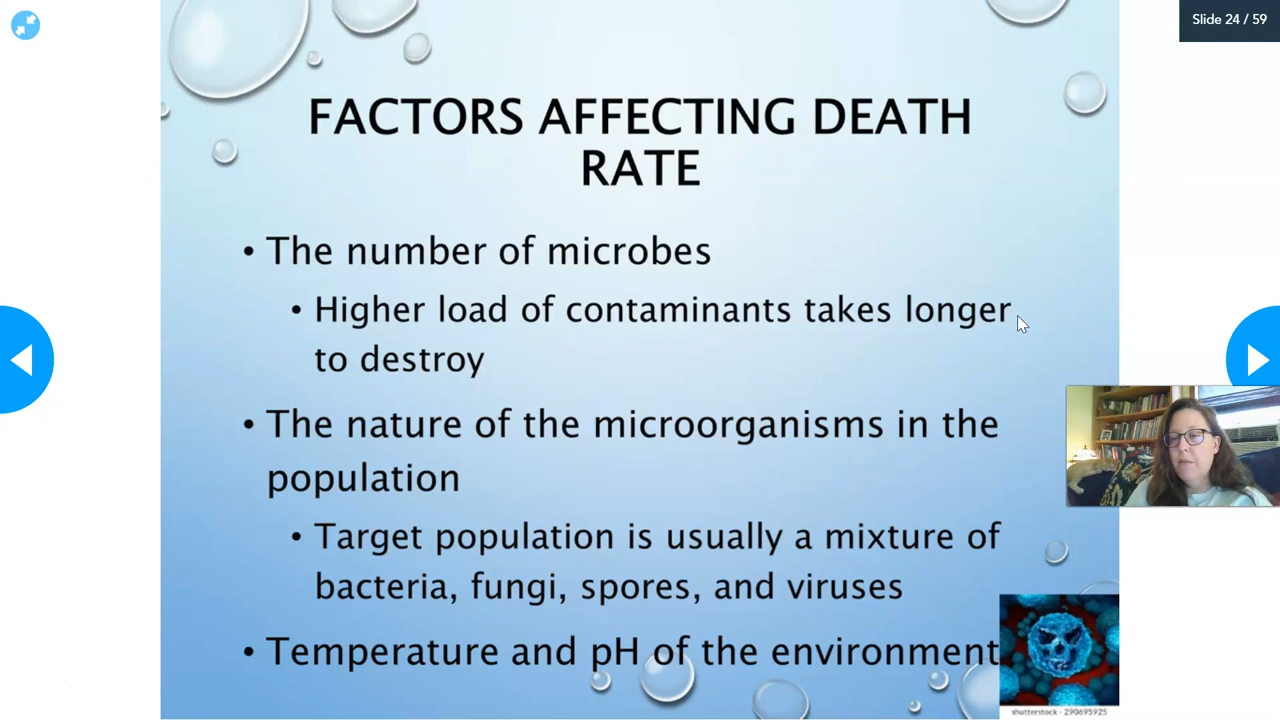 Slide 24 / 59
FACTORS AFFECTING DEATH
RATE
• The number of microbes
• Higher load of contaminants takes longer
to destroy
• The nature of the microorganisms in the
population
• Target population is usually a mixture of
bacteria, fungi, spores, and viruses
• Temperature and pH of the environment
shutterstock · 290695925